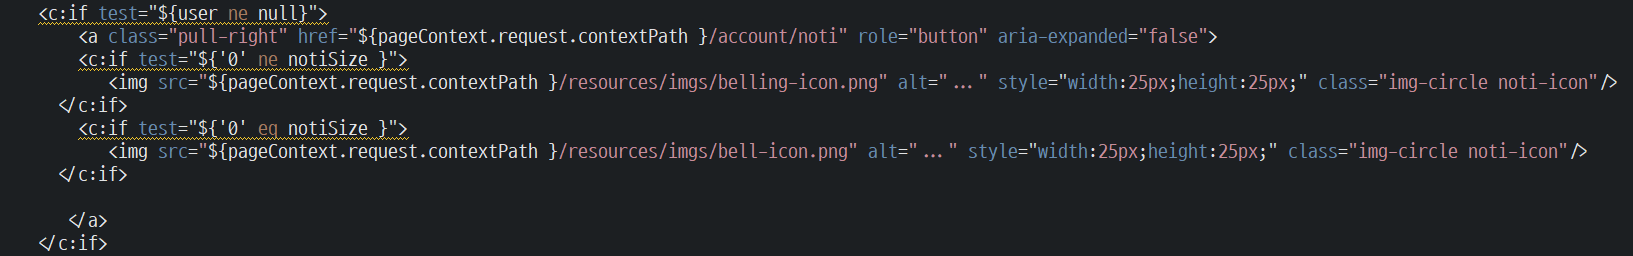 <c:if test="${user ne null}">
<a class="pull-right" href="${pageContext.request.contextPath }/account/noti" role="button" aria-expanded="false">
<c:if test="${'0' ne notiSize }">
<img src="${pageContext.request.contextPath }/resources/imgs/belling-icon.png" alt="..." style="width:25px;height:25px;" class="img-circle noti-icon"/>
</c:if>
<c:if test="${'0' eq notiSize }">
<img src="${pageContext.request.contextPath }/resources/imgs/bell-icon.png" alt="..." style="width:25px;height:25px;" class="img-circle noti-icon"/>
</c:if>
</a>
</c:if>